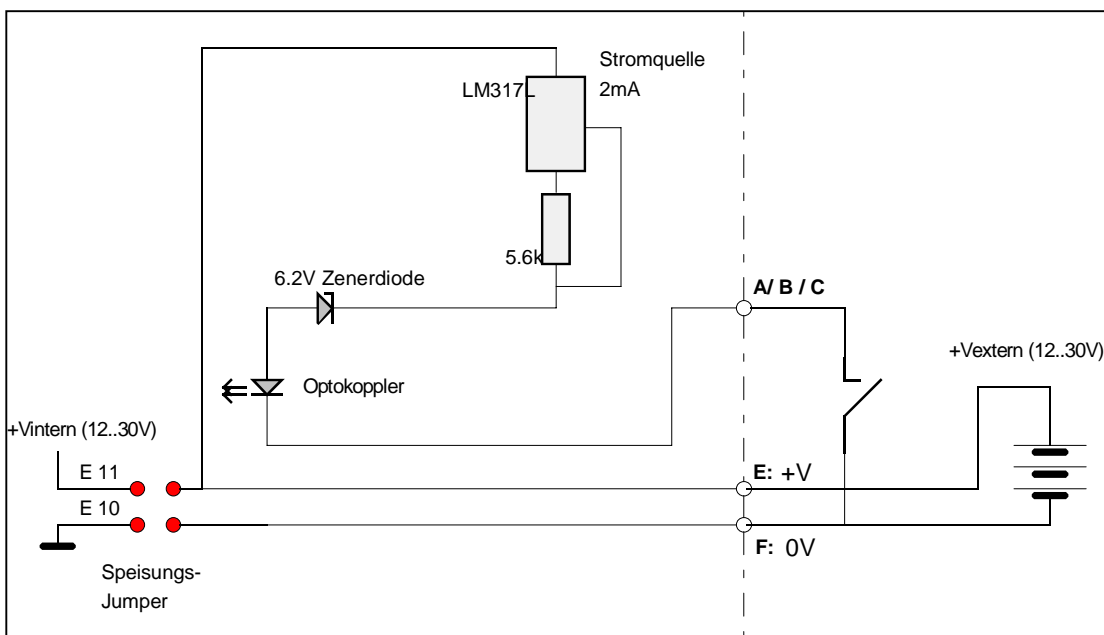 Stromquelle
2mA
LM317L
5.6k
6.2V Zenerdiode
A/ B / C
+Vextern (12..30V)
Optokoppler
+Vintern (12..30V)
E 11
E: +V
E 10
F: 0V
Speisungs-
Jumper